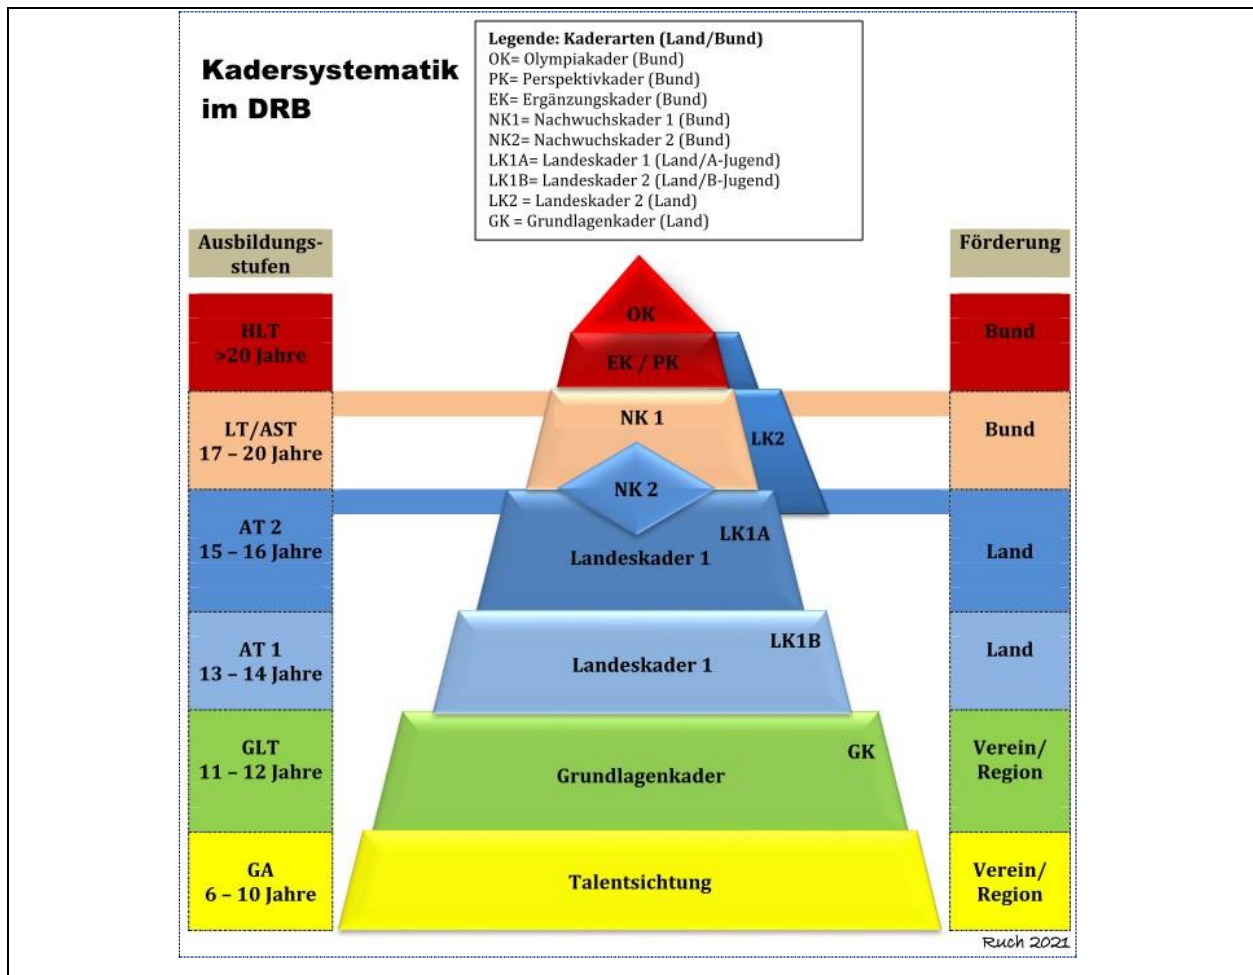 Kadersystematik
im DRB
Legende: Kaderarten (Land/Bund)
OK= Olympiakader (Bund)
PK= Perspektivkader (Bund)
EK= Ergänzungskader (Bund)
NK1= Nachwuchskader 1 (Bund)
NK2= Nachwuchskader 2 (Bund)
LK1A= Landeskader 1 (Land/A-Jugend)
LK1B= Landeskader 2 (Land/B-Jugend)
LK2 = Landeskader 2 (Land)
GK = Grundlagenkader (Land)
Ausbildungs-
stufen
Förderung
HLT
>20 Jahre
OK
EK / PK
Bund
LT/AST
17 – 20 Jahre
NK 1
LK2
Bund
NK 2
AT 2
15 – 16 Jahre
LK1A
Landeskader 1
Land
AT 1
13 – 14 Jahre
LK1B
Landeskader 1
Land
GLT
11 – 12 Jahre
GK
Grundlagenkader
Verein/
Region
GA
6 – 10 Jahre
Talentsichtung
Verein/
Region
Ruch 2021